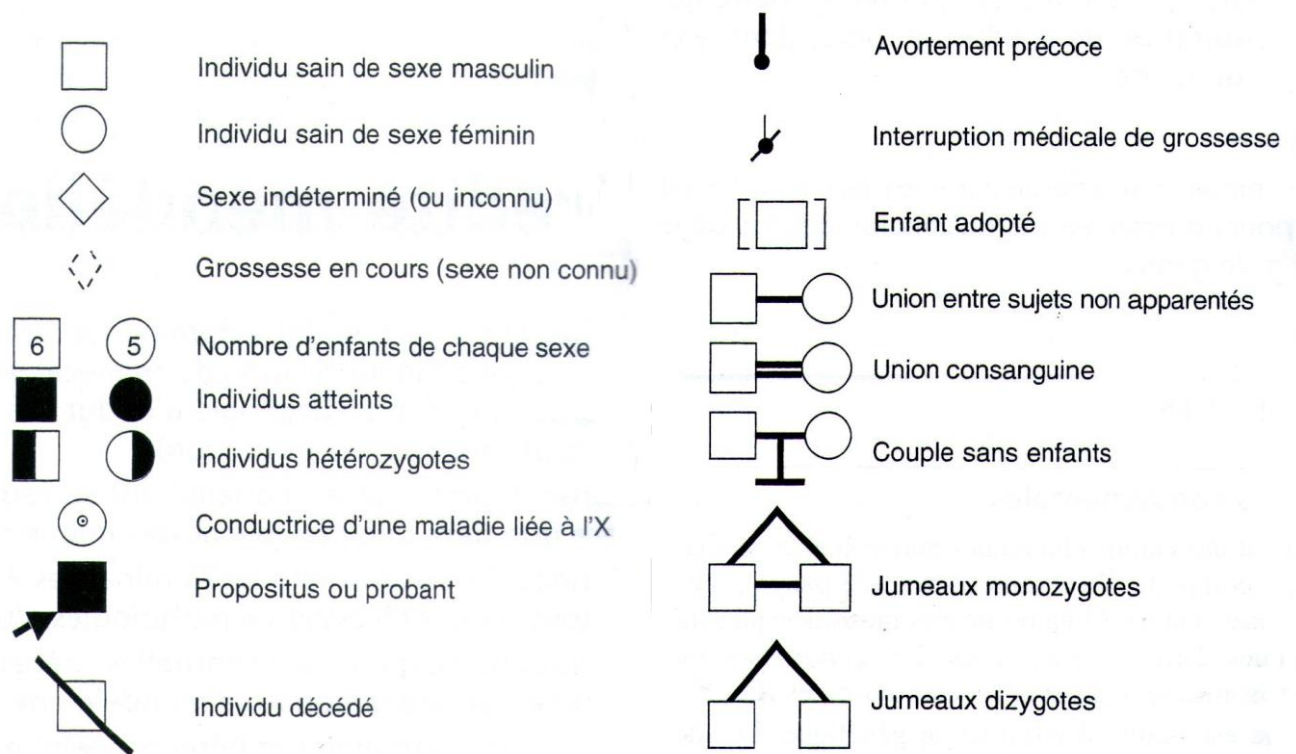 Individu sain de sexe masculin
Individu sain de sexe féminin
Sexe indéterminé (ou inconnu)
Grossesse en cours (sexe non connu)
6 5 Nombre d'enfants de chaque sexe
Individus atteints
Individus hétérozygotes
Conductrice d'une maladie liée à l'X
Propositus ou probant
Individu décédé
Avortement précoce
Interruption médicale de grossesse
Enfant adopté
Union entre sujets non apparentés
Union consanguine
Couple sans enfants
Jumeaux monozygotes
Jumeaux dizygotes